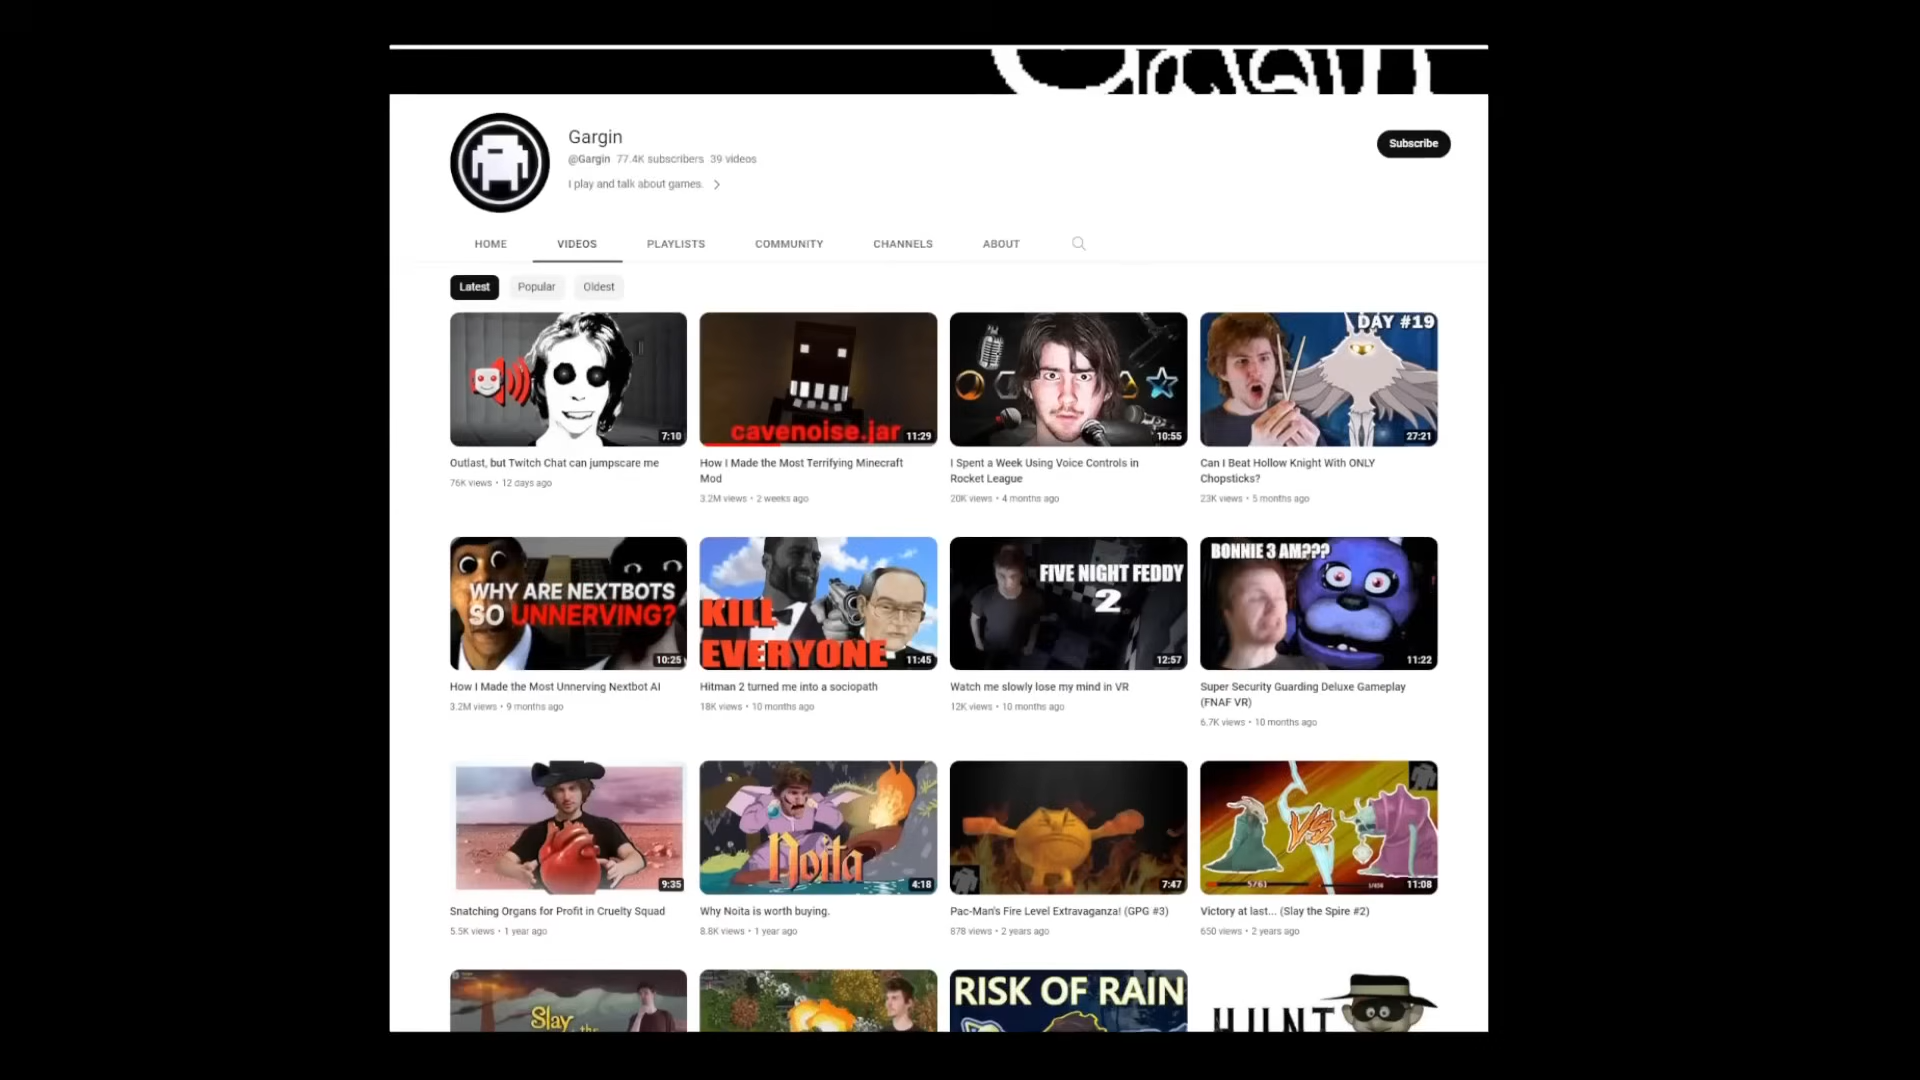 Gargin
@Gargin 77.4K subscribers 39 videos
I play and talk about games.
Subscribe
HOME VIDEOS PLAYLISTS COMMUNITY CHANNELS ABOUT
Latest Popular Oldest
7:10
cavenoise.jar 11:29
10:55
DAY #19
27:21
Outlast, but Twitch Chat can jumpscare me
76K views • 12 days ago
How I Made the Most Terrifying Minecraft
Mod
3.2M views • 2 weeks ago
I Spent a Week Using Voice Controls in
Rocket League
20K views • 4 months ago
Can I Beat Hollow Knight With ONLY
Chopsticks?
23K views • 5 months ago
WHY ARE NEXTBOTS
SO UNNERVING?
10:25
KILL
EVERYONE
11:45
FIVE NIGHT FEDDY
2
12:57
BONNIE 3 AM???
11:22
How I Made the Most Unnerving Nextbot AI
3.2M views • 9 months ago
Hitman 2 turned me into a sociopath
18K views • 10 months ago
Watch me slowly lose my mind in VR
12K views • 10 months ago
Super Security Guarding Deluxe Gameplay
(FNAF VR)
6.7K views • 10 months ago
9:35
Noita
4:18
7:47
VS
11:08
Snatching Organs for Profit in Cruelty Squad
5.5K views • 1 year ago
Why Noita is worth buying.
8.8K views • 1 year ago
Pac-Man's Fire Level Extravaganza! (GPG #3)
878 views • 2 years ago
Victory at last... (Slay the Spire #2)
650 views • 2 years ago
Slay
the
RISK OF RAIN
HUNT